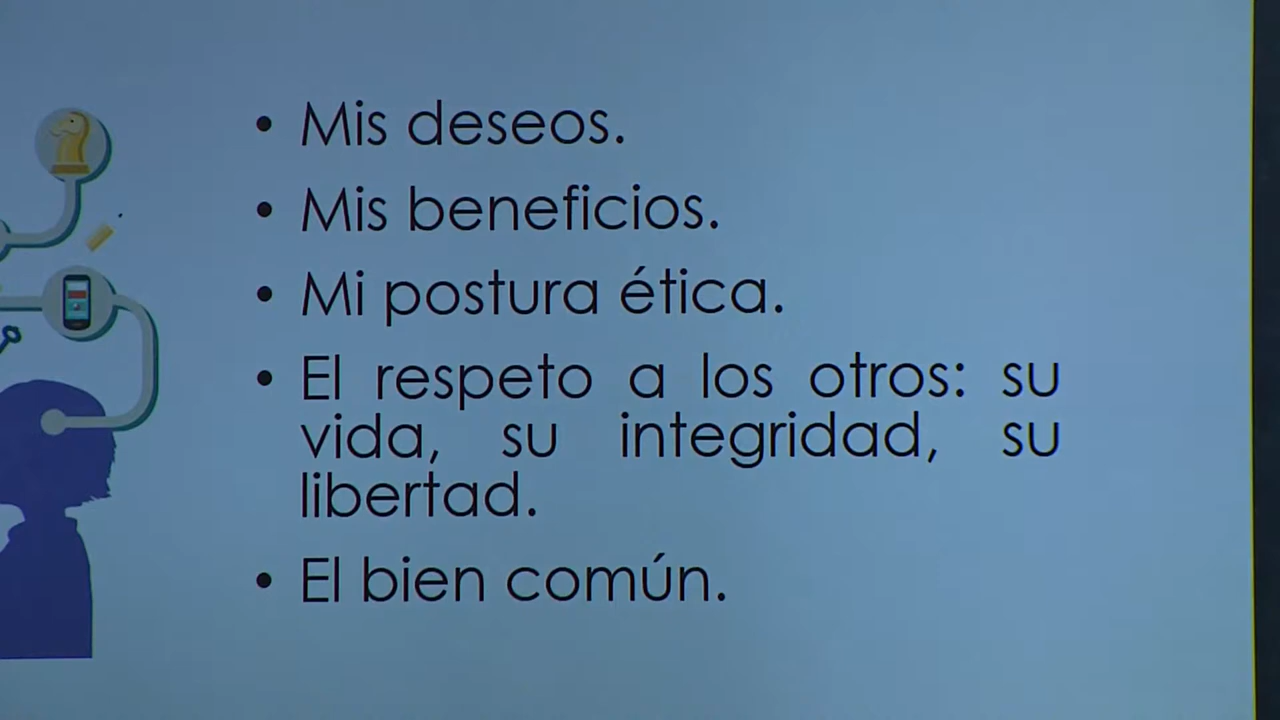 • Mis deseos.
• Mis beneficios.
• Mi postura ética.
• El respeto a los otros: su
vida, su integridad, su
libertad.
• El bien común.